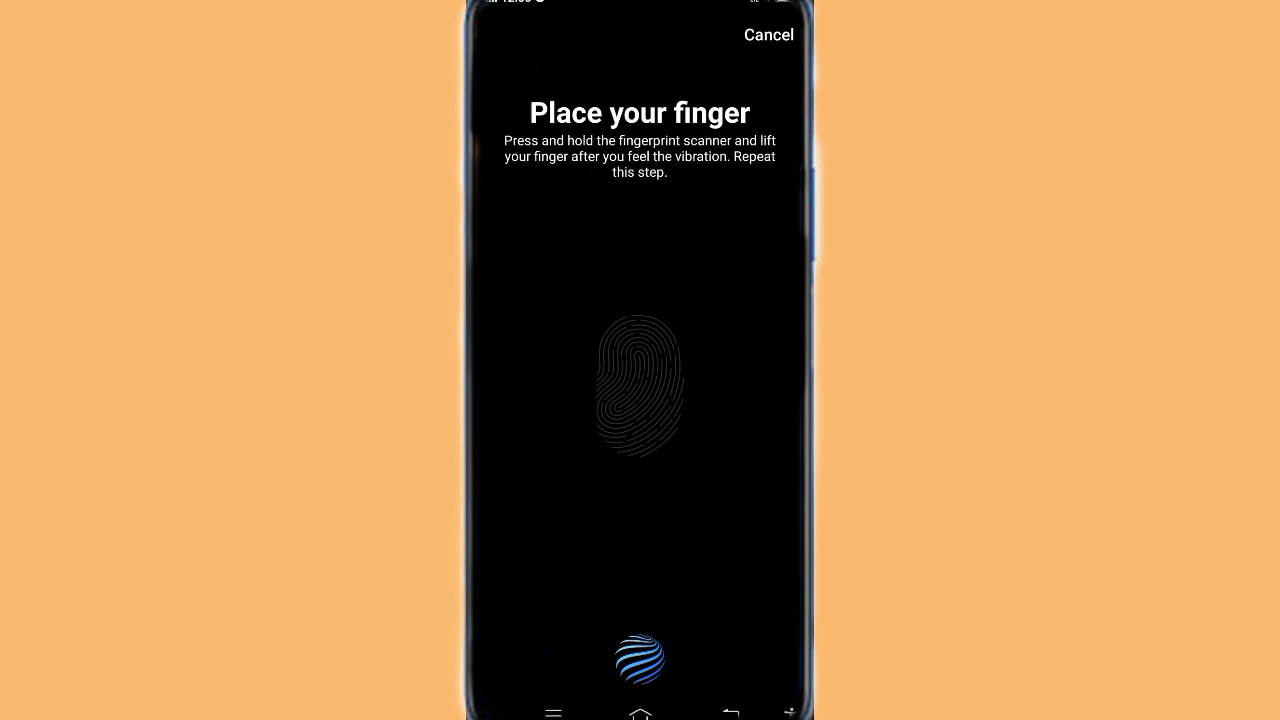 Cancel
Place your finger
Press and hold the fingerprint scanner and lift
your finger after you feel the vibration. Repeat
this step.